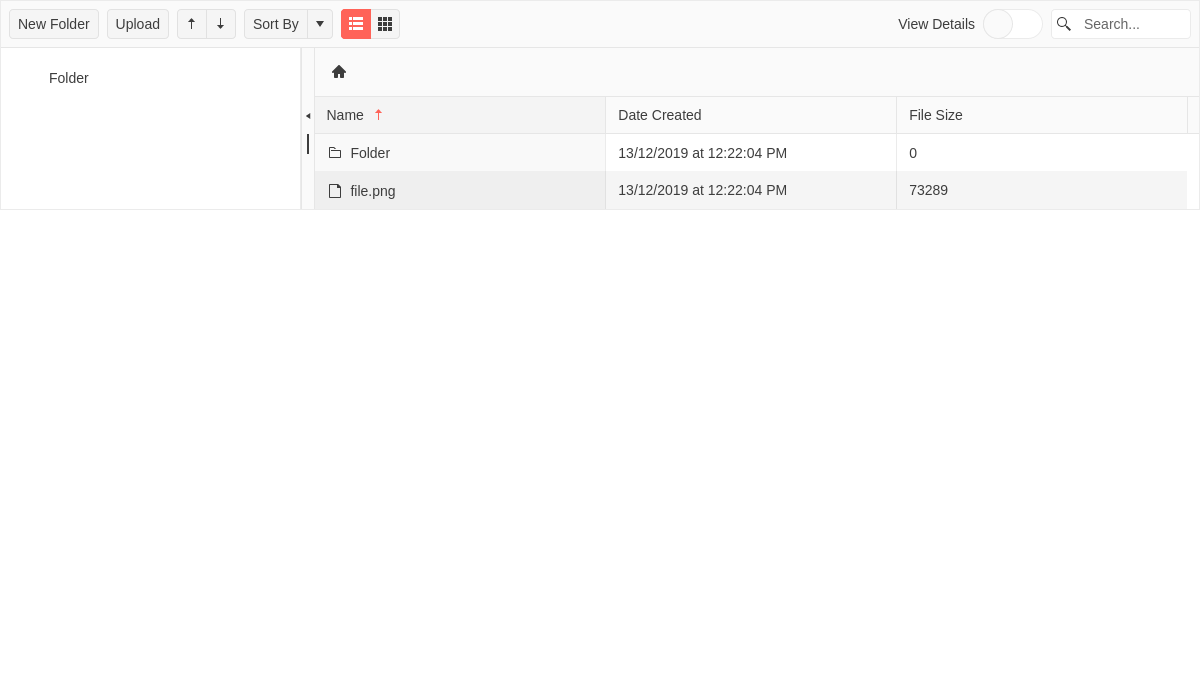 New Folder Upload Sort By View Details Search...
Folder
Name Date Created File Size
Folder 13/12/2019 at 12:22:04 PM 0
file.png 13/12/2019 at 12:22:04 PM 73289